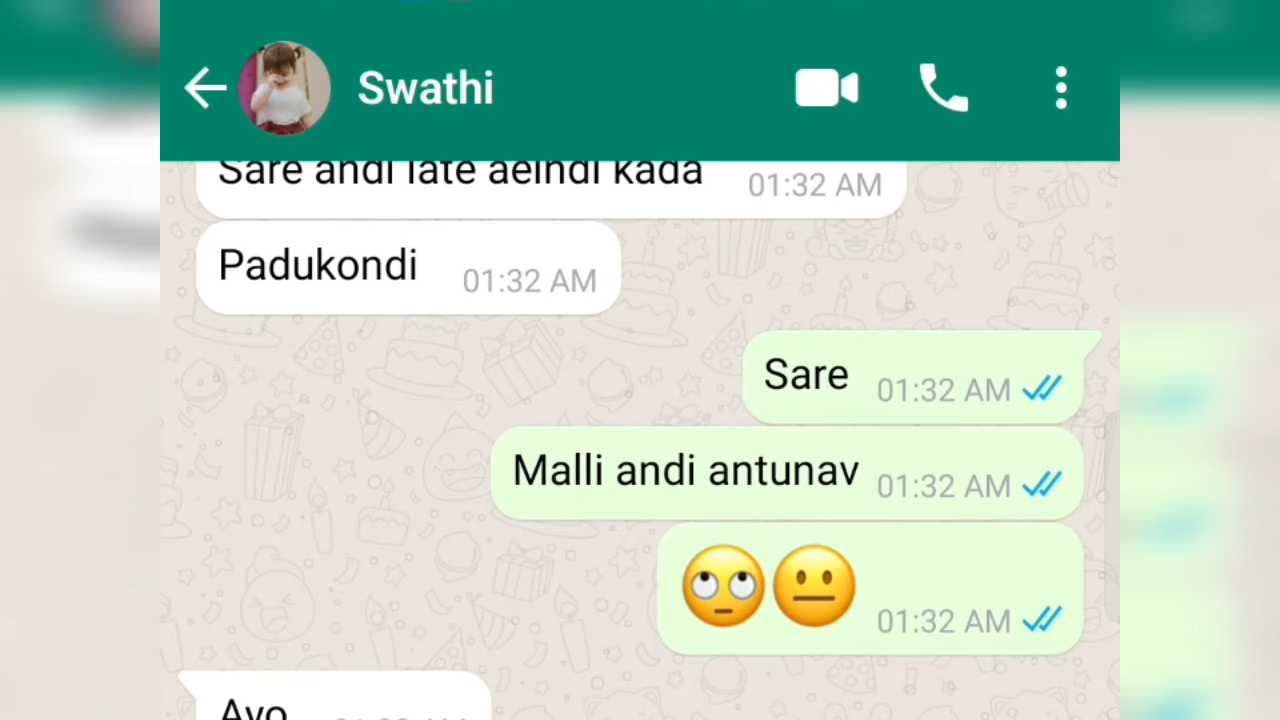 Swathi
Sare andi late aeindi kada 01:32 AM
Padukondi 01:32 AM
Sare 01:32 AM
Malli andi antunav 01:32 AM
🙄😐 01:32 AM
Ayo